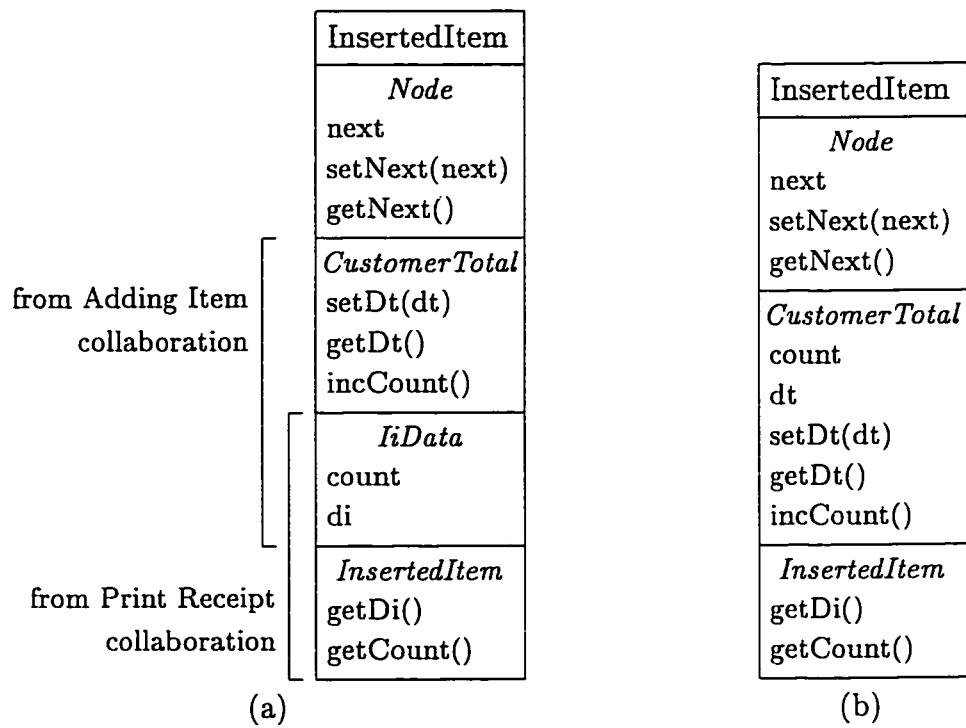 InsertedItem
Node
next
setNext(next)
getNext()
CustomerTotal
setDt(dt)
getDt()
incCount()
IiData
count
di
InsertedItem
getDi()
getCount()
from Adding Item
collaboration
from Print Receipt
collaboration
(a)
InsertedItem
Node
next
setNext(next)
getNext()
CustomerTotal
count
dt
setDt(dt)
getDt()
incCount()
InsertedItem
getDi()
getCount()
(b)